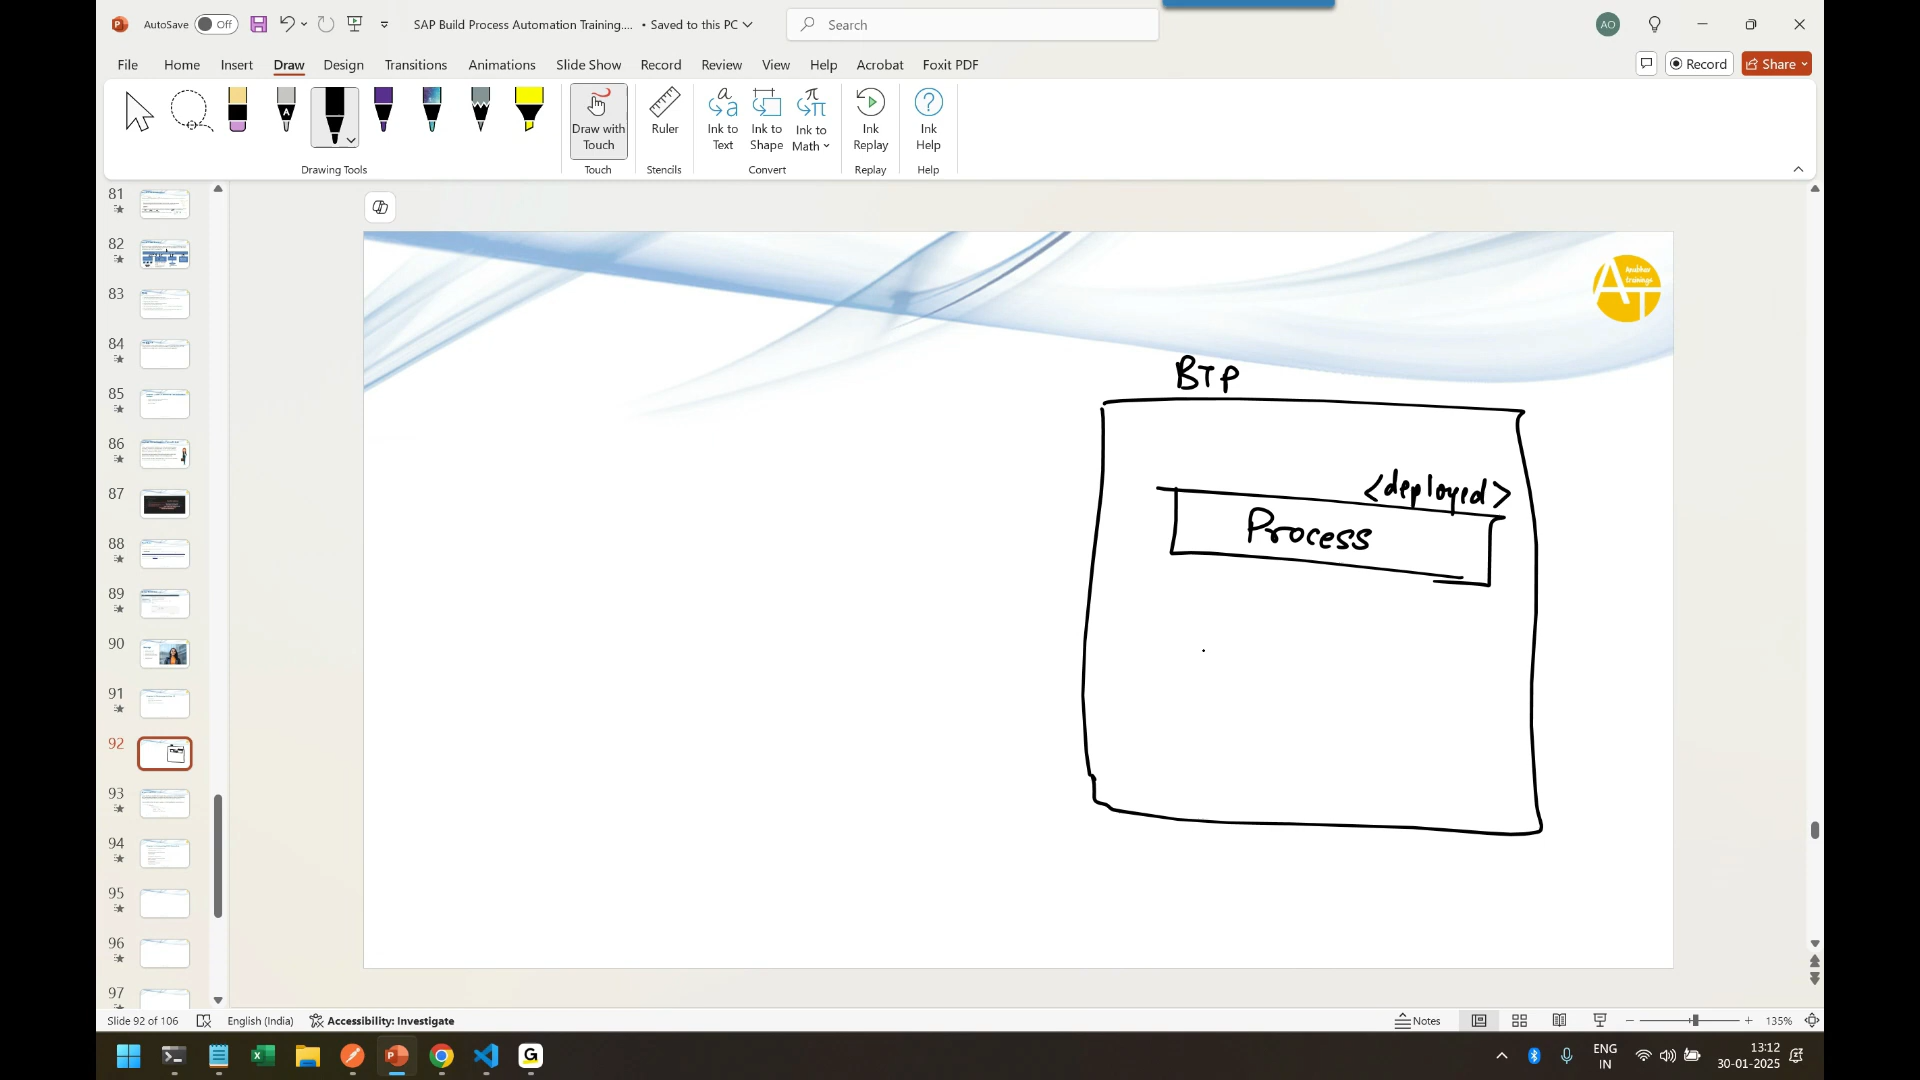 AutoSave Off
SAP Build Process Automation Training.... • Saved to this PC
Search
AO
File Home Insert Draw Design Transitions Animations Slide Show Record Review View Help Acrobat Foxit PDF
Record Share
Draw with Touch
Ruler
Ink to Text
Ink to Shape
Ink to Math
Ink Replay
Ink Help
Drawing Tools Touch Stencils Convert Replay Help
81
82
83
84
85
86
87
88
89
90
91
92
93
94
95
96
97
Anubhav
trainings
AT
BTP
<deployed>
Process
Slide 92 of 106 English (India) Accessibility: Investigate Notes 135%
ENG
IN
13:12
30-01-2025